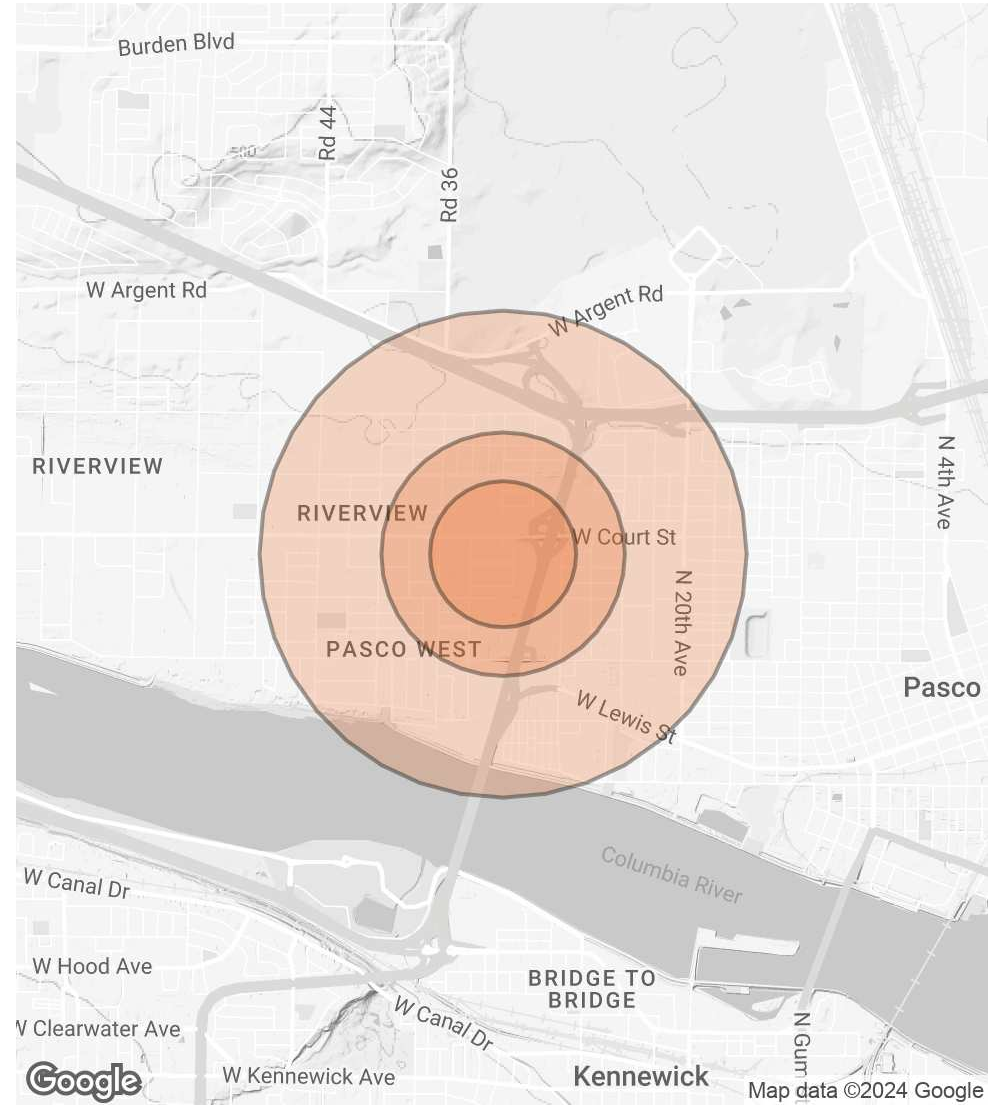 Burden Blvd
Rd 44
500
Rd 36
W Argent Rd
W Argent Rd
N 4th Ave
RIVERVIEW
RIVERVIEW
W Court St
N 20th Ave
PASCO WEST
Pasco
W Lewis St
Columbia River
W Canal Dr
W Hood Ave
BRIDGE TO
BRIDGE
W Canal Dr
N Gum
W Clearwater Ave
W Kennewick Ave
Kennewick
Google
Map data ©2024 Google